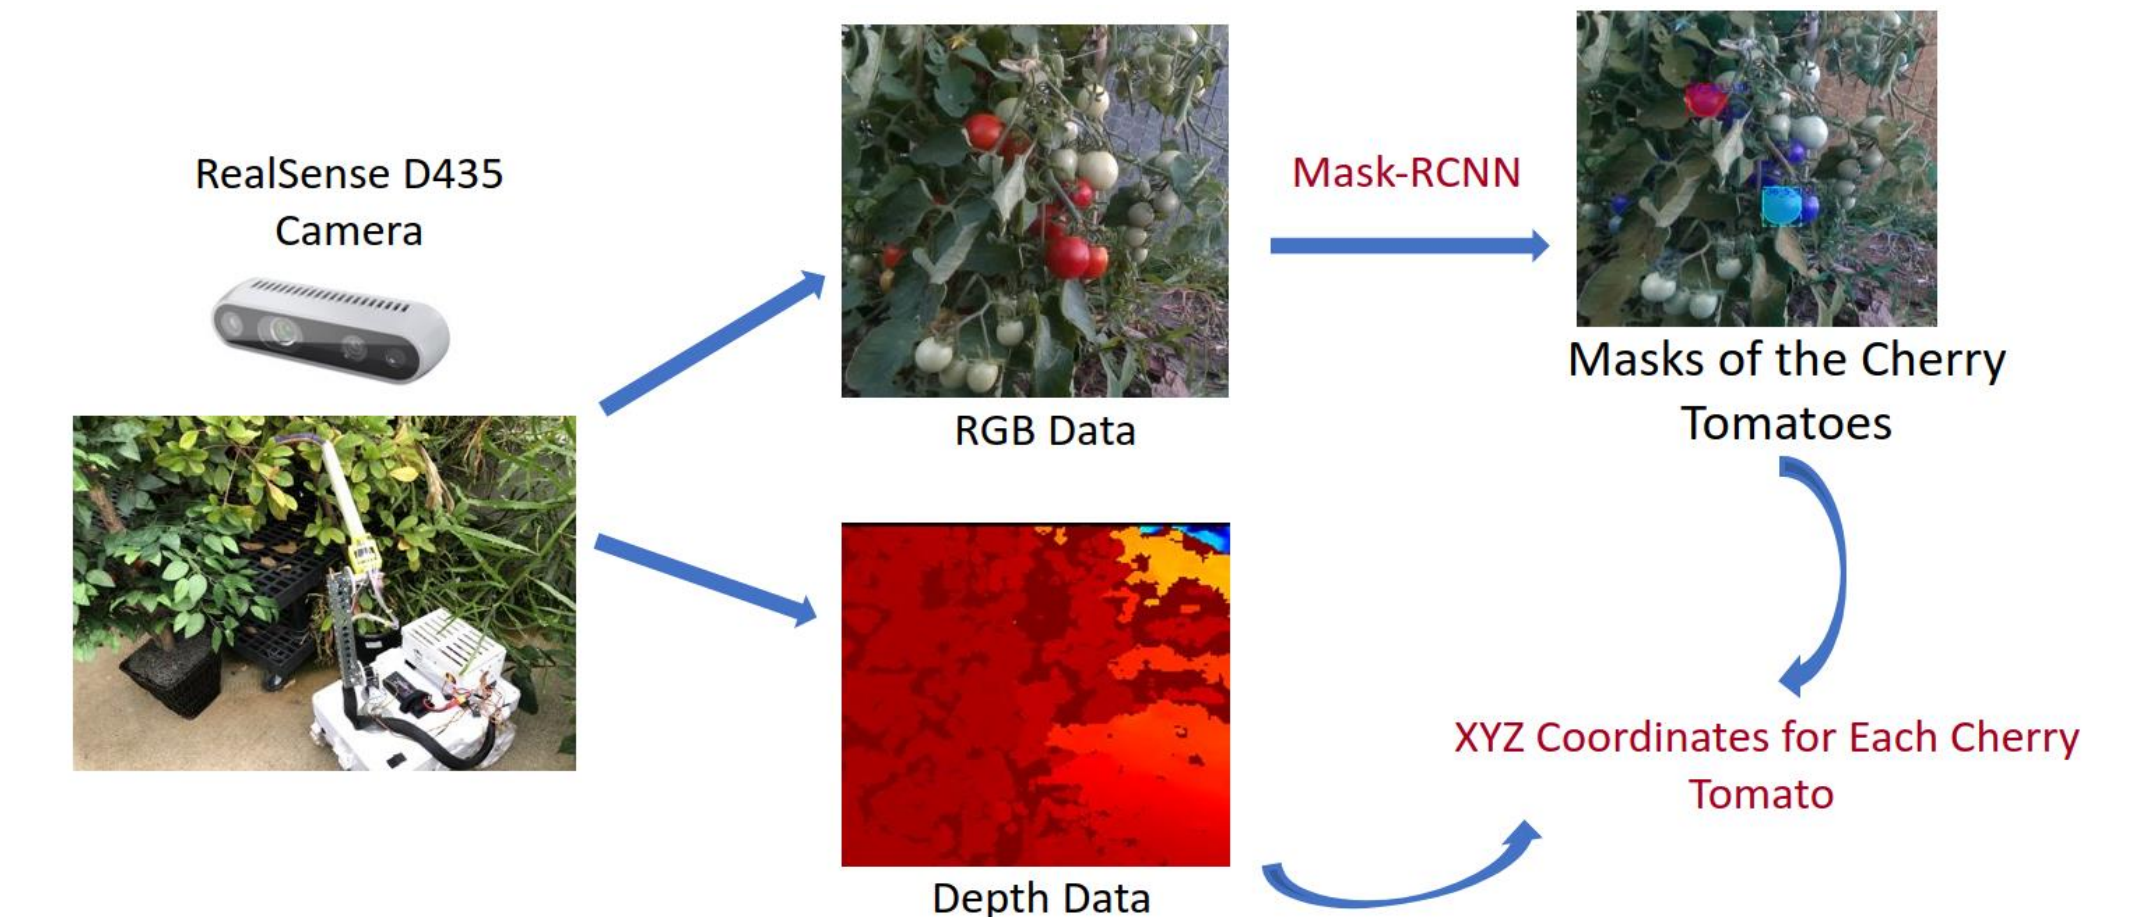 RealSense D435
Camera
RGB Data
Mask-RCNN
Masks of the Cherry
Tomatoes
Depth Data
XYZ Coordinates for Each Cherry
Tomato